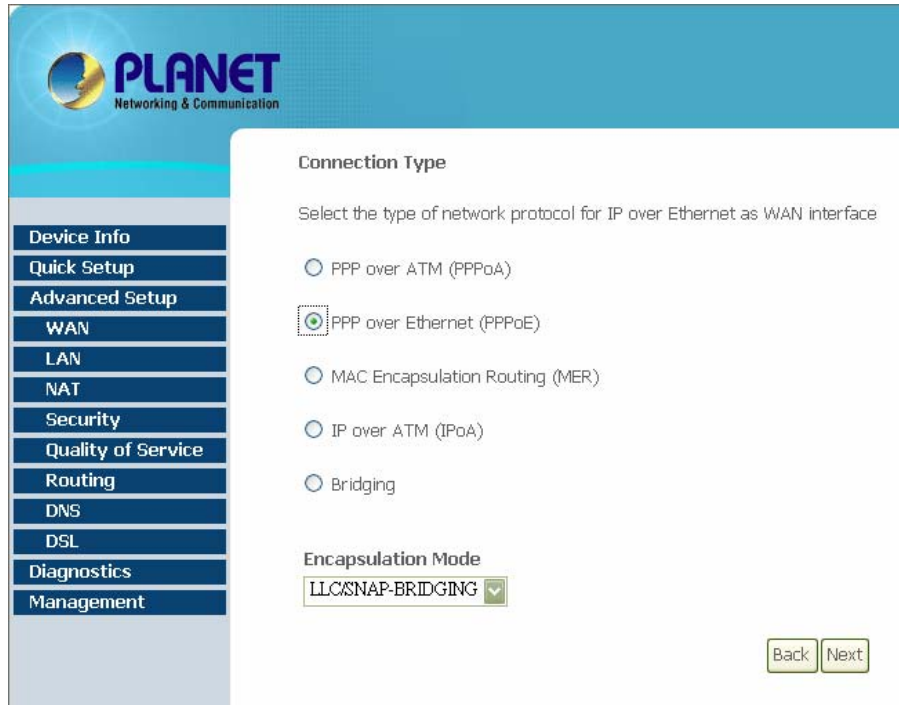 PLANET
Networking & Communication
Device Info
Quick Setup
Advanced Setup
WAN
LAN
NAT
Security
Quality of Service
Routing
DNS
DSL
Diagnostics
Management
Connection Type
Select the type of network protocol for IP over Ethernet as WAN interface
PPP over ATM (PPPoA)
PPP over Ethernet (PPPoE)
MAC Encapsulation Routing (MER)
IP over ATM (IPoA)
Bridging
Encapsulation Mode
LLC/SNAP-BRIDGING
Back Next